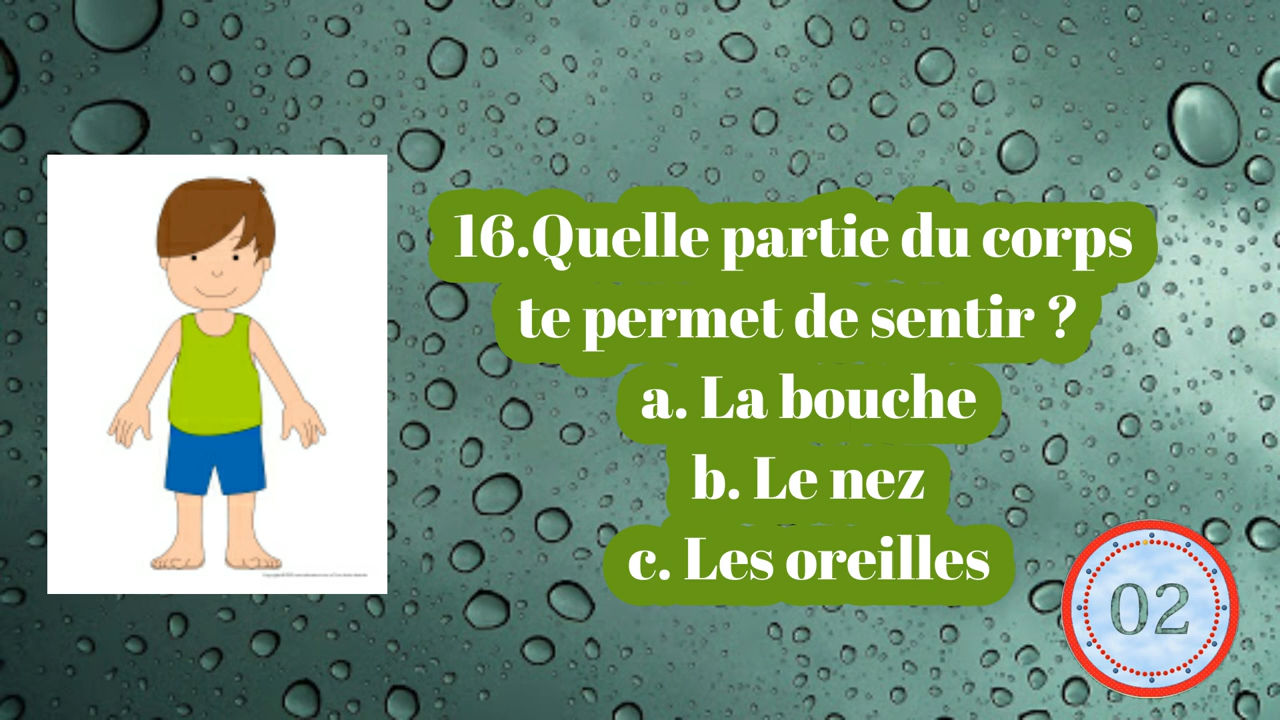 16.Quelle partie du corps
te permet de sentir ?
a. La bouche
b. Le nez
c. Les oreilles
02